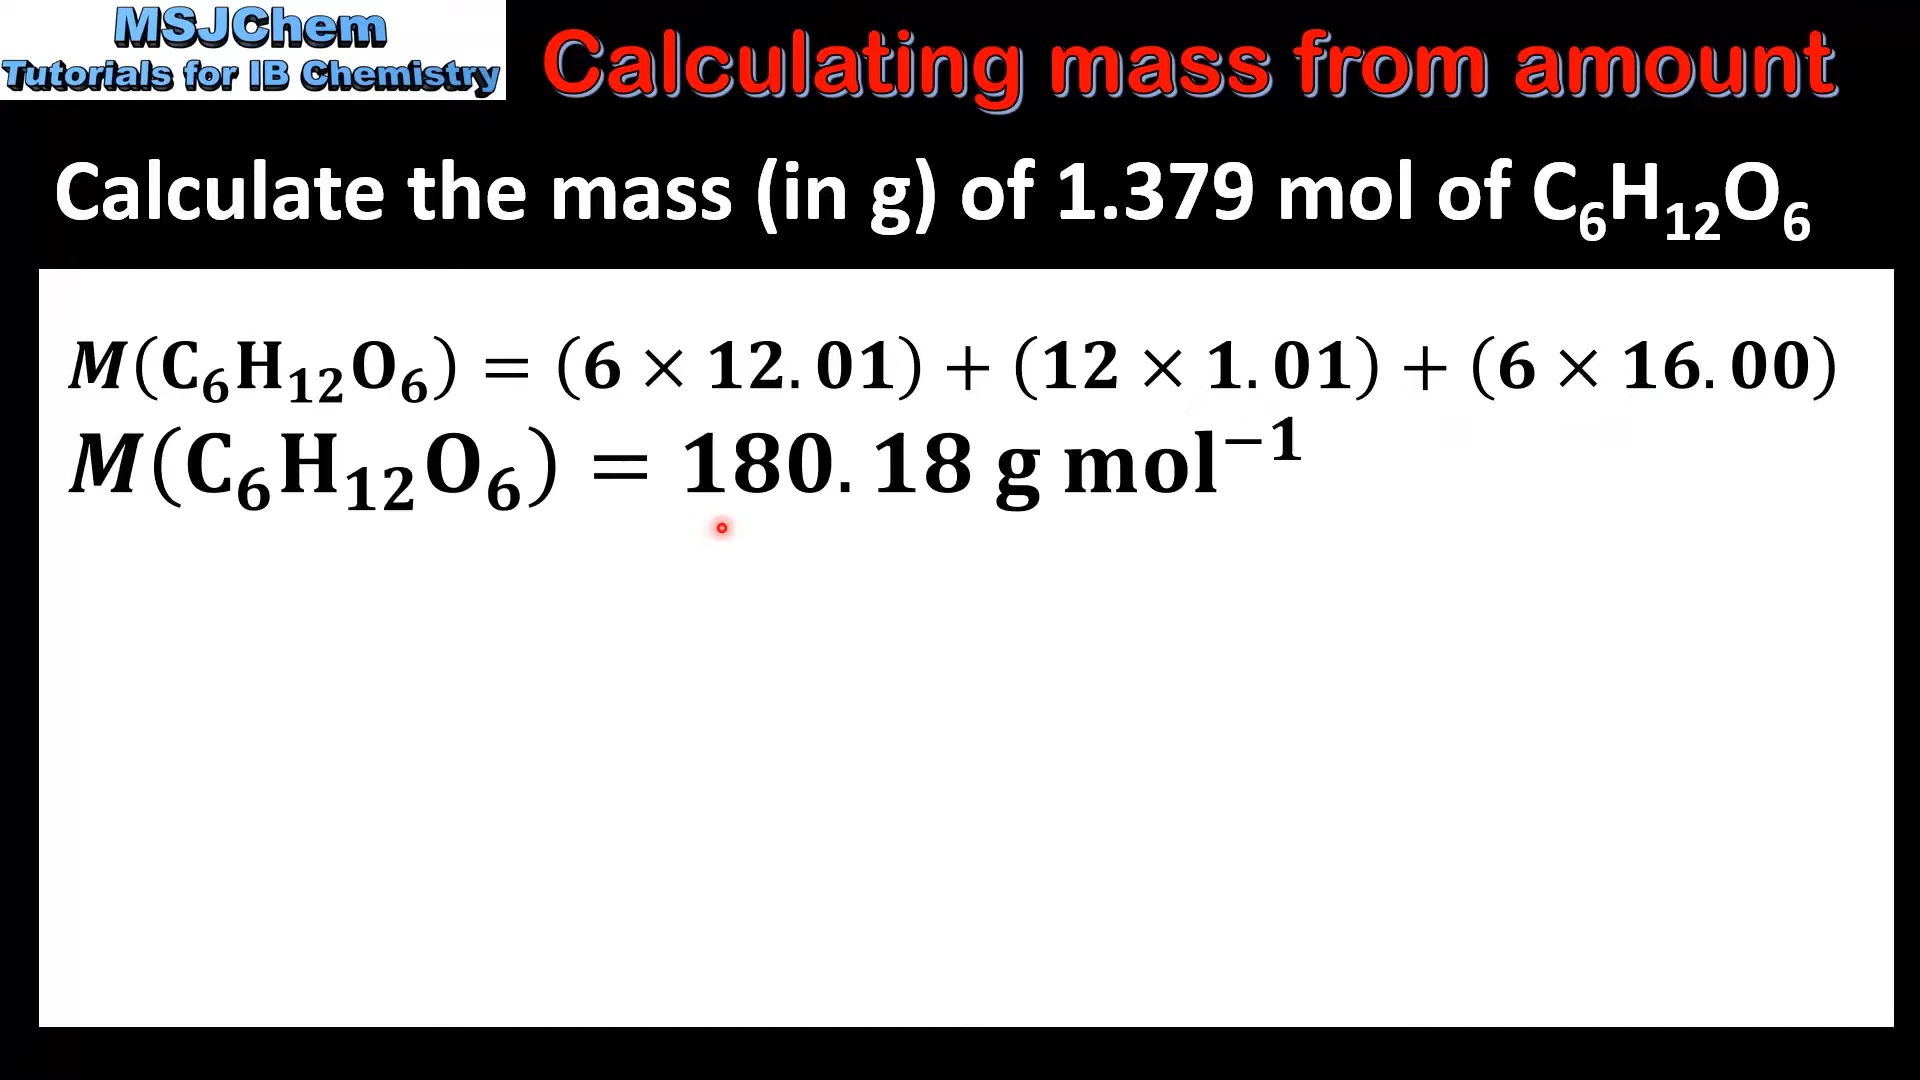 MSJChem
Tutorials for IB Chemistry
Calculating mass from amount
Calculate the mass (in g) of 1.379 mol of C₆H₁₂O₆
M(C₆H₁₂O₆) = (6 × 12.01) + (12 × 1.01) + (6 × 16.00)
M(C₆H₁₂O₆) = 180.18 g mol⁻¹